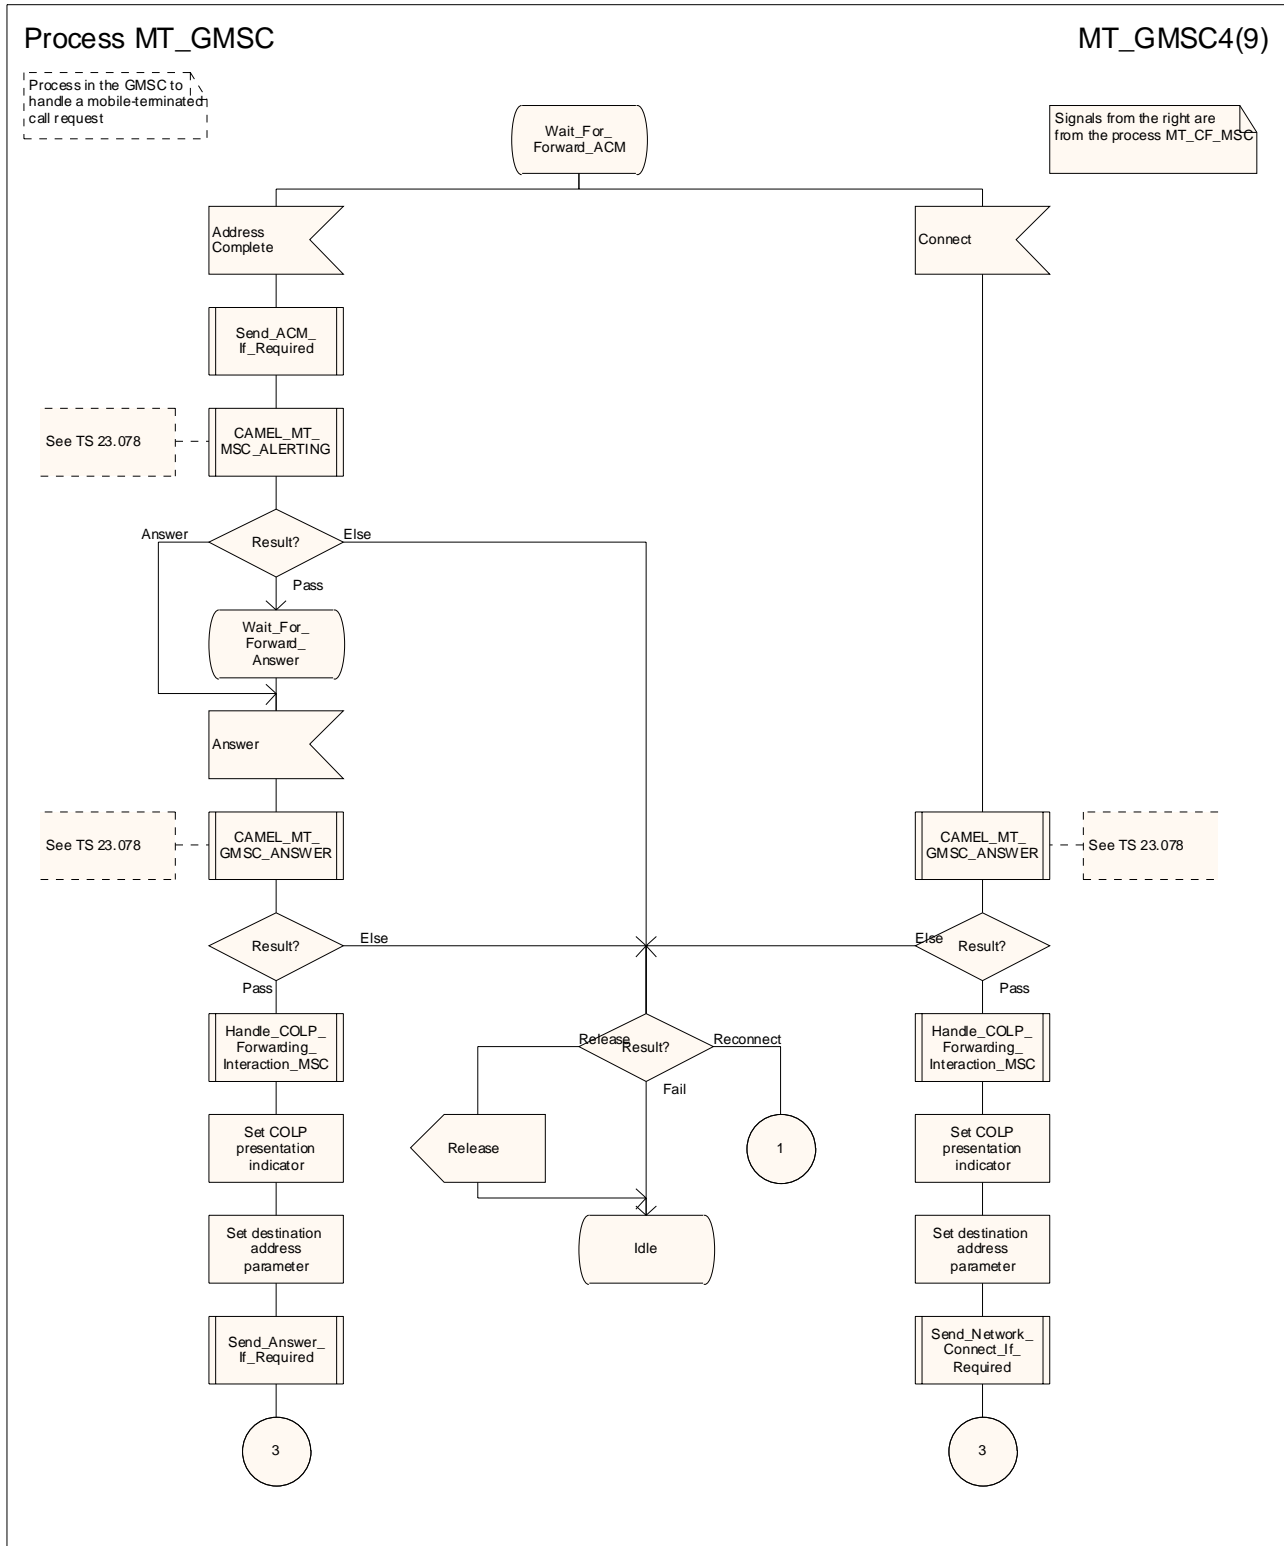 Process MT_GMSC
MT_GMSC4(9)
Process in the GMSC to
handle a mobile-terminated
call request
Signals from the right are
from the process MT_CF_MSC
Wait_For_
Forward_ACM
Address
Complete
Connect
Send_ACM_
If_Required
See TS 23.078
CAMEL_MT_
MSC_ALERTING
Answer
Result?
Else
Pass
Wait_For_
Forward_
Answer
Answer
See TS 23.078
CAMEL_MT_
GMSC_ANSWER
CAMEL_MT_
GMSC_ANSWER
See TS 23.078
Result?
Else
Else
Result?
Pass
Pass
Handle_COLP_
Forwarding_
Interaction_MSC
Release
Result?
Reconnect
Fail
Handle_COLP_
Forwarding_
Interaction_MSC
Set COLP
presentation
indicator
Release
1
Set COLP
presentation
indicator
Set destination
address
parameter
Idle
Set destination
address
parameter
Send_Answer_
If_Required
Send_Network_
Connect_If_
Required
3
3